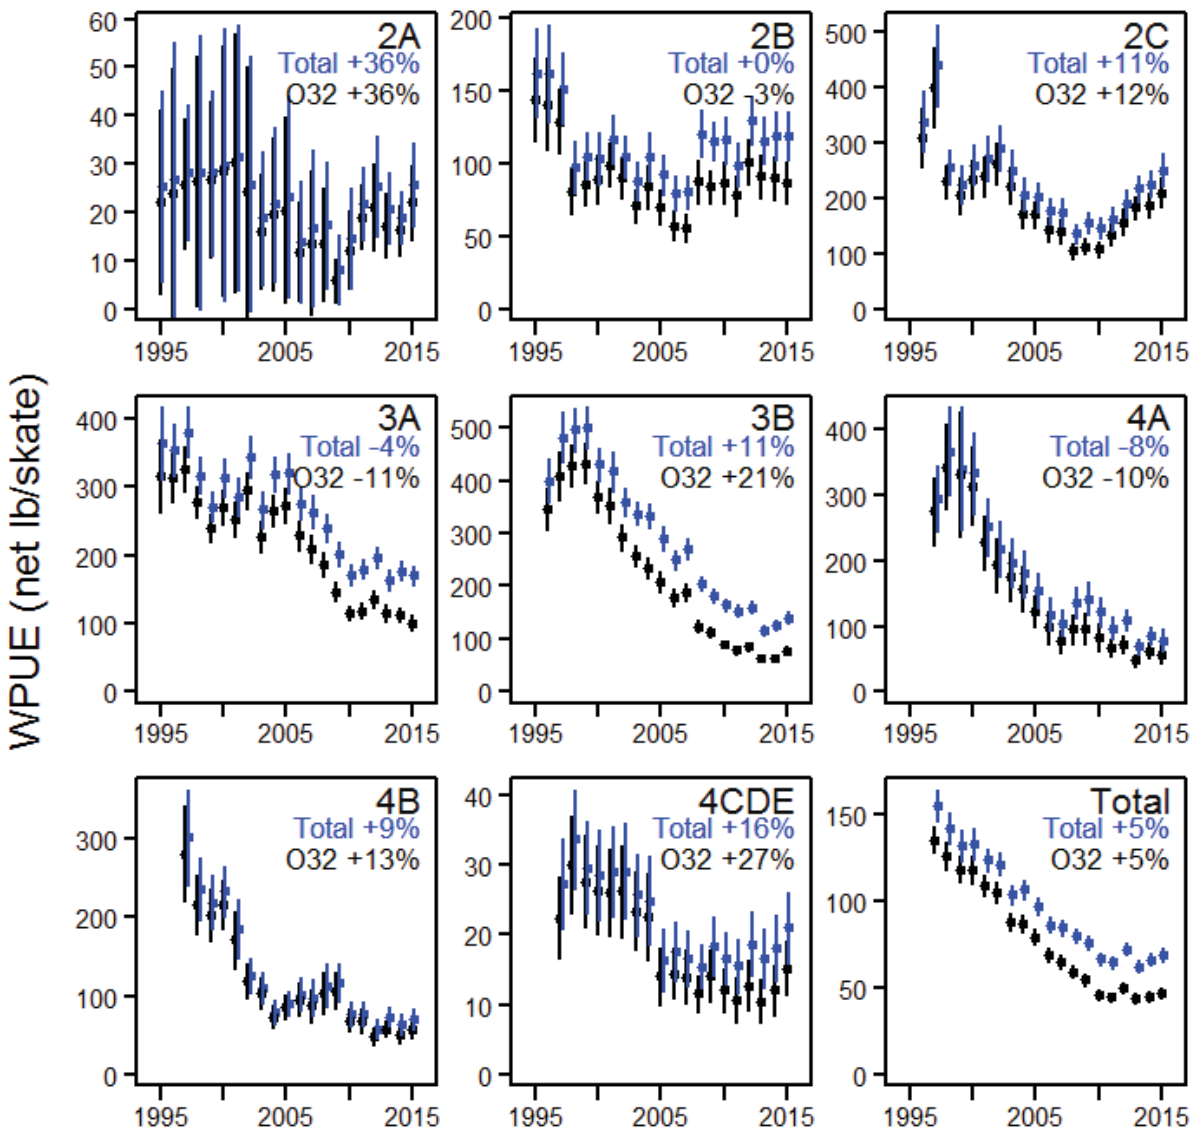 WPUE (net lb/skate)
2A
Total +36%
O32 +36%
60
50
40
30
20
10
0
1995 2005 2015
2B
Total +0%
O32 -3%
200
150
100
50
0
1995 2005 2015
2C
Total +11%
O32 +12%
500
400
300
200
100
0
1995 2005 2015
3A
Total -4%
O32 -11%
400
300
200
100
0
1995 2005 2015
3B
Total +11%
O32 +21%
500
400
300
200
100
0
1995 2005 2015
4A
Total -8%
O32 -10%
400
300
200
100
0
1995 2005 2015
4B
Total +9%
O32 +13%
300
200
100
0
1995 2005 2015
4CDE
Total +16%
O32 +27%
40
30
20
10
0
1995 2005 2015
Total
Total +5%
O32 +5%
150
100
50
0
1995 2005 2015